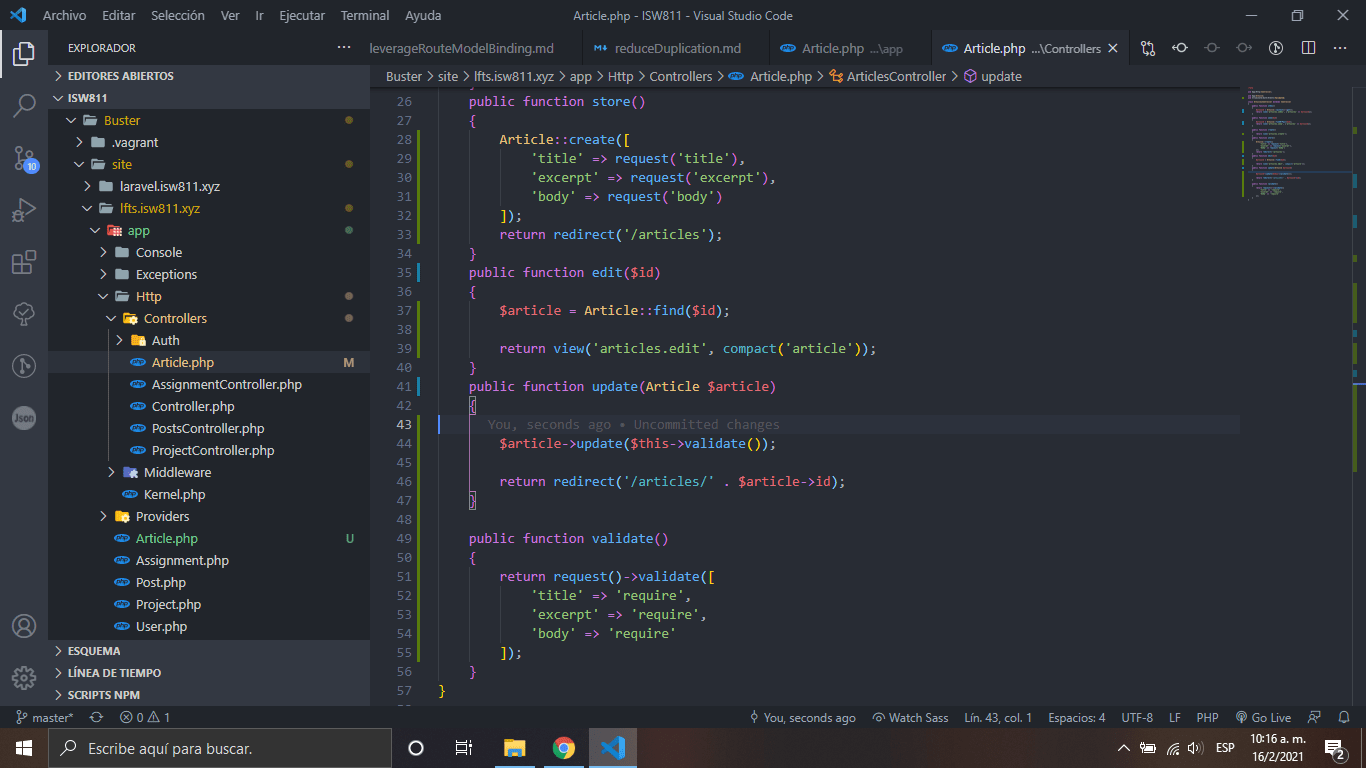 Archivo Editar Selección Ver Ir Ejecutar Terminal Ayuda
Article.php - ISW811 - Visual Studio Code
EXPLORADOR
EDITORES ABIERTOS
ISW811
Buster
.vagrant
site
laravel.isw811.xyz
lfts.isw811.xyz
app
Console
Exceptions
Http
Controllers
Auth
Article.php M
AssignmentController.php
Controller.php
PostsController.php
ProjectController.php
Middleware
Kernel.php
Providers
Article.php U
Assignment.php
Post.php
Project.php
User.php
ESQUEMA
LÍNEA DE TIEMPO
SCRIPTS NPM
10
Json
leverageRouteModelBinding.md reduceDuplication.md Article.php ...\app Article.php ...\Controllers
Buster > site > lfts.isw811.xyz > app > Http > Controllers > Article.php > ArticlesController > update
26 public function store()
27 {
28 Article::create([
29 'title' => request('title'),
30 'excerpt' => request('excerpt'),
31 'body' => request('body')
32 ]);
33 return redirect('/articles');
34 }
35 public function edit($id)
36 {
37 $article = Article::find($id);
38
39 return view('articles.edit', compact('article'));
40 }
41 public function update(Article $article)
42 {
43 You, seconds ago • Uncommitted changes
44 $article->update($this->validate());
45
46 return redirect('/articles/' . $article->id);
47 }
48
49 public function validate()
50 {
51 return request()->validate([
52 'title' => 'require',
53 'excerpt' => 'require',
54 'body' => 'require'
55 ]);
56 }
57 }
master* 0 1 You, seconds ago Watch Sass Lín. 43, col. 1 Espacios: 4 UTF-8 LF PHP Go Live
Escribe aquí para buscar.
ESP
10:16 a. m.
16/2/2021
2